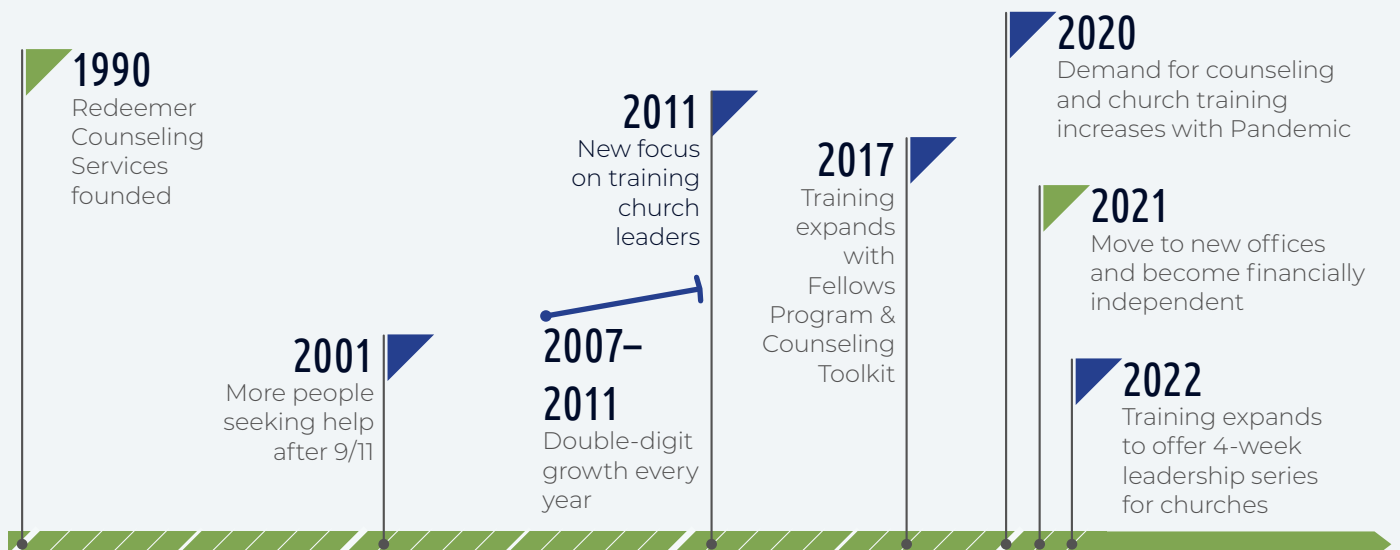 1990
Redeemer
Counseling
Services
founded
2001
More people
seeking help
after 9/11
2007–
2011
Double-digit
growth every
year
2011
New focus
on training
church
leaders
2017
Training
expands
with
Fellows
Program &
Counseling
Toolkit
2020
Demand for counseling
and church training
increases with Pandemic
2021
Move to new offices
and become financially
independent
2022
Training expands
to offer 4-week
leadership series
for churches